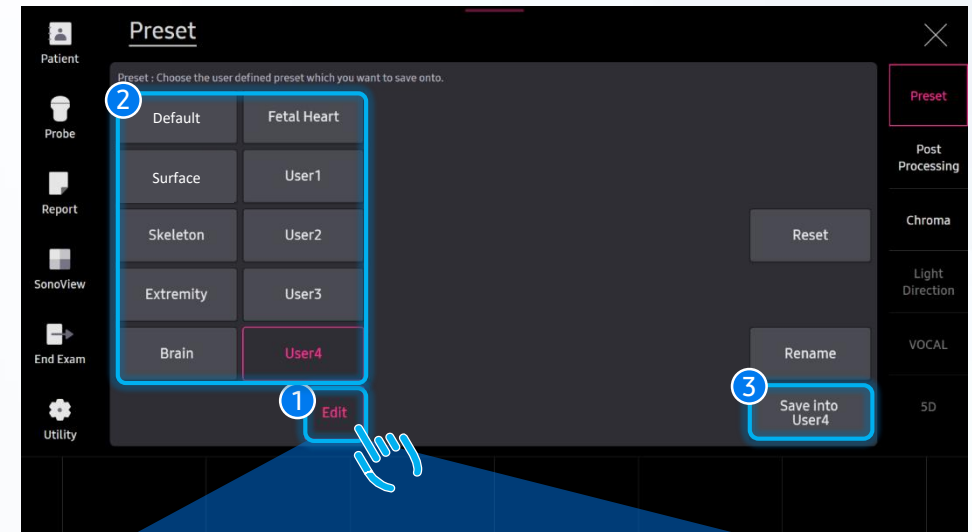 Preset
Patient
Preset : Choose the user defined preset which you want to save onto.
2
Default
Fetal Heart
Preset
Probe
Surface
User1
Post
Processing
Report
Skeleton
User2
Reset
Chroma
SonoView
Extremity
User3
Light
Direction
End Exam
Brain
User4
Rename
VOCAL
1
Edit
3
Save into
User4
5D
Utility